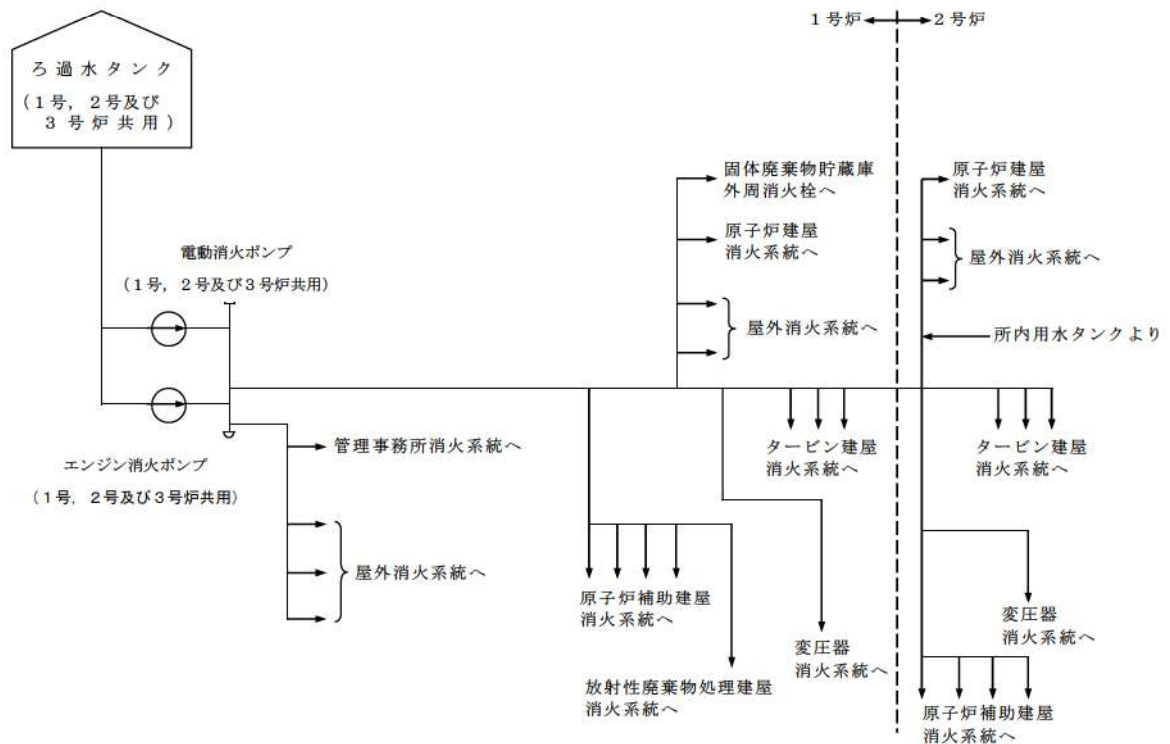 1号炉
2号炉
ろ過水タンク
（1号，2号及び
3号炉共用）
電動消火ポンプ
（1号，2号及び3号炉共用）
エンジン消火ポンプ
（1号，2号及び3号炉共用）
管理事務所消火系統へ
屋外消火系統へ
固体廃棄物貯蔵庫
外周消火栓へ
原子炉建屋
消火系統へ
屋外消火系統へ
タービン建屋
消火系統へ
原子炉補助建屋
消火系統へ
放射性廃棄物処理建屋
消火系統へ
変圧器
消火系統へ
原子炉建屋
消火系統へ
屋外消火系統へ
所内用水タンクより
タービン建屋
消火系統へ
変圧器
消火系統へ
原子炉補助建屋
消火系統へ